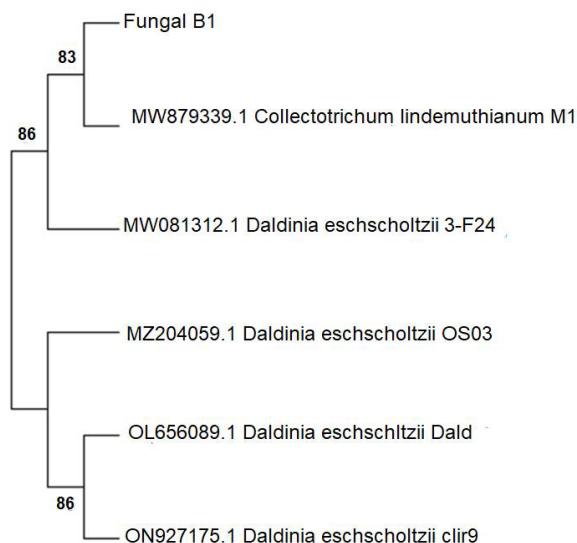 Fungal B1
83
MW879339.1 Collectotrichum lindemuthianum M1
86
MW081312.1 Daldinia eschscholtzii 3-F24
MZ204059.1 Daldinia eschscholtzii OS03
OL656089.1 Daldinia eschschltzii Dald
86
ON927175.1 Daldinia eschscholtzii clir9